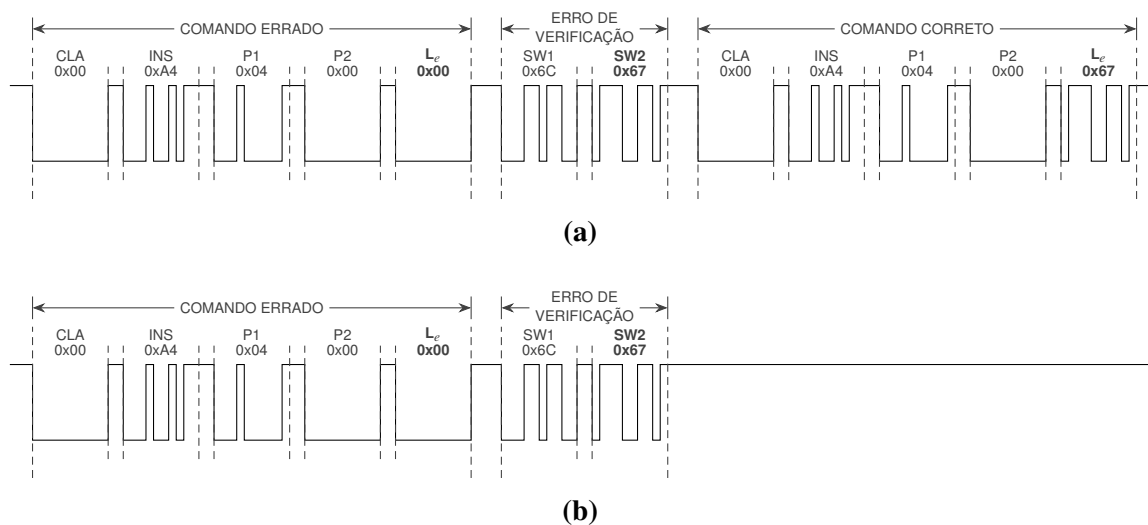 COMANDO ERRADO
ERRO DE
VERIFICAÇÃO
COMANDO CORRETO
CLA INS P1 P2 Lₑ SW1 SW2 CLA INS P1 P2 Lₑ
0x00 0xA4 0x04 0x00 0x00 0x6C 0x67 0x00 0xA4 0x04 0x00 0x67
(a)
COMANDO ERRADO
ERRO DE
VERIFICAÇÃO
CLA INS P1 P2 Lₑ SW1 SW2
0x00 0xA4 0x04 0x00 0x00 0x6C 0x67
(b)